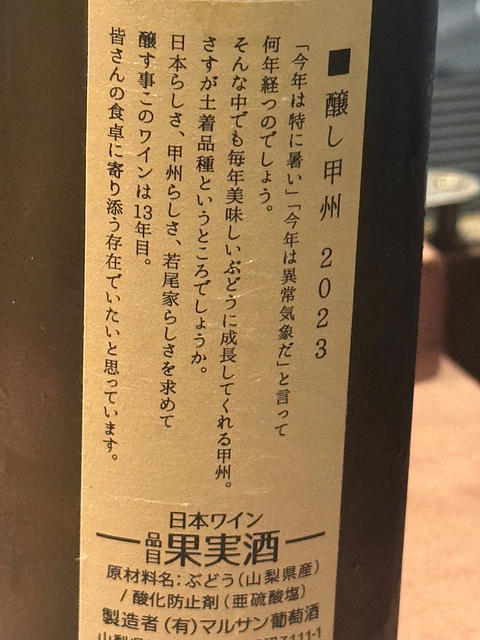 ■醸し甲州 2023
「今年は特に暑い」「今年は異常気象だ」と言って
何年経つのでしょう。
そんな中でも毎年美味しいぶどうに成長してくれる甲州。
さすが土着品種というところでしょうか。
日本らしさ、甲州らしさ、若尾家らしさを求めて
醸す事このワインは13年目。
皆さんの食卓に寄り添う存在でいたいと思っています。
日本ワイン
品目 果実酒
原材料名：ぶどう（山梨県産）
/ 酸化防止剤（亜硫酸塩）
製造者（有）マルサン葡萄酒